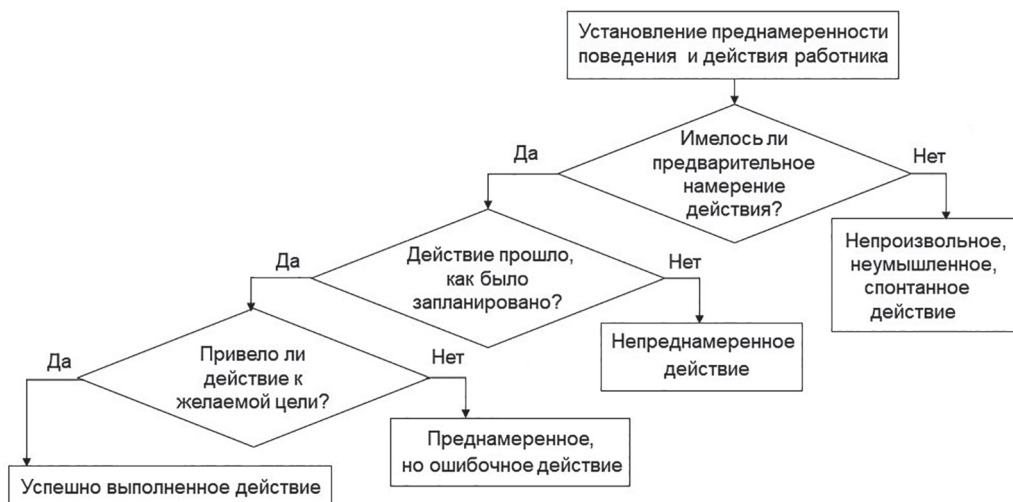 Установление преднамеренности
поведения и действия работника
Имелось ли
предварительное
намерение
действия?
Да
Нет
Непроизвольное,
неумышленное,
спонтанное
действие
Действие прошло,
как было
запланировано?
Да
Нет
Непреднамеренное
действие
Привело ли
действие к
желаемой цели?
Да
Нет
Преднамеренное,
но ошибочное действие
Успешно выполненное действие